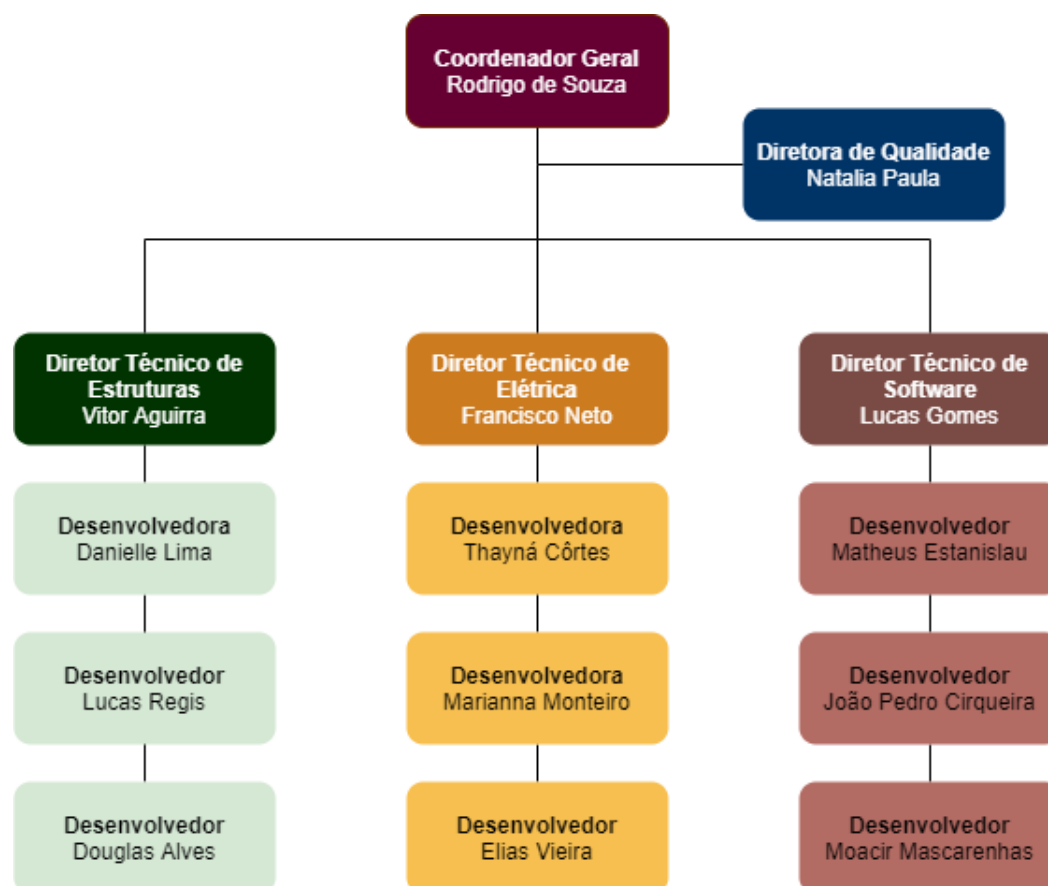 Coordenador Geral
Rodrigo de Souza
Diretora de Qualidade
Natalia Paula
Diretor Técnico de
Estruturas
Vitor Aguirra
Diretor Técnico de
Elétrica
Francisco Neto
Diretor Técnico de
Software
Lucas Gomes
Desenvolvedora
Danielle Lima
Desenvolvedora
Thayná Côrtes
Desenvolvedor
Matheus Estanislau
Desenvolvedor
Lucas Regis
Desenvolvedora
Marianna Monteiro
Desenvolvedor
João Pedro Cirqueira
Desenvolvedor
Douglas Alves
Desenvolvedor
Elias Vieira
Desenvolvedor
Moacir Mascarenhas